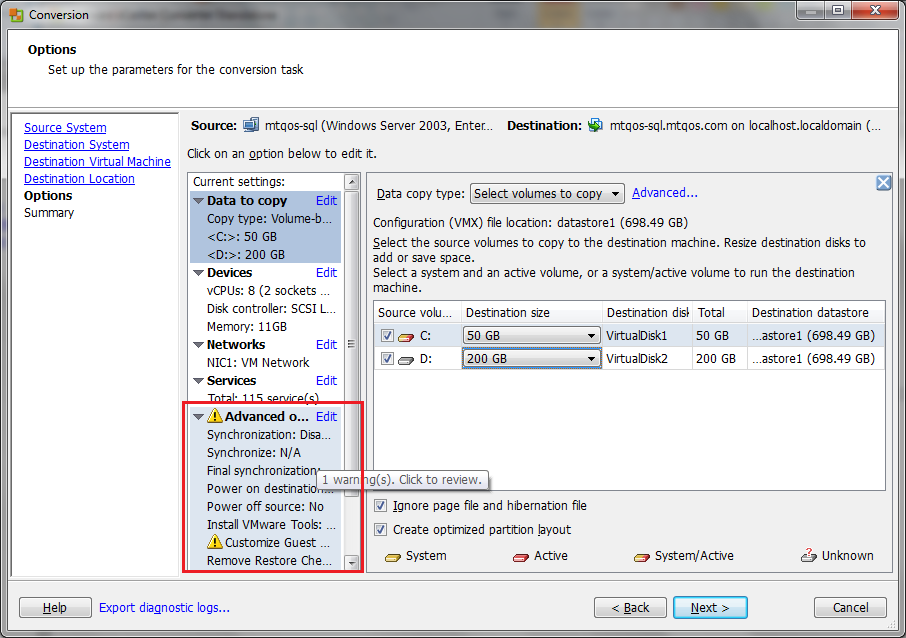 Conversion
Options
Set up the parameters for the conversion task
Source System
Destination System
Destination Virtual Machine
Destination Location
Options
Summary
Source: mtqos-sql (Windows Server 2003, Enter... Destination: mtqos-sql.mtqos.com on localhost.localdomain (...
Click on an option below to edit it.
Current settings:
Data to copy Edit
Copy type: Volume-b...
<C:>: 50 GB
<D:>: 200 GB
Devices Edit
vCPUs: 8 (2 sockets ...
Disk controller: SCSI L...
Memory: 11GB
Networks Edit
NIC1: VM Network
Services Edit
Total: 115 service(s)
Advanced o... Edit
Synchronization: Disa...
Synchronize: N/A
Final synchronization:
Power on destination...
Power off source: No
Install VMware Tools: ...
Customize Guest ...
Remove Restore Che...
1 warning(s). Click to review.
Data copy type: Select volumes to copy Advanced...
Configuration (VMX) file location: datastore1 (698.49 GB)
Select the source volumes to copy to the destination machine. Resize destination disks to
add or save space.
Select a system and an active volume, or a system/active volume to run the destination
machine.
Source volu... Destination size Destination disk Total Destination datastore
C: 50 GB VirtualDisk1 50 GB ...astore1 (698.49 GB)
D: 200 GB VirtualDisk2 200 GB ...astore1 (698.49 GB)
Ignore page file and hibernation file
Create optimized partition layout
System Active System/Active Unknown
Help Export diagnostic logs... < Back Next > Cancel